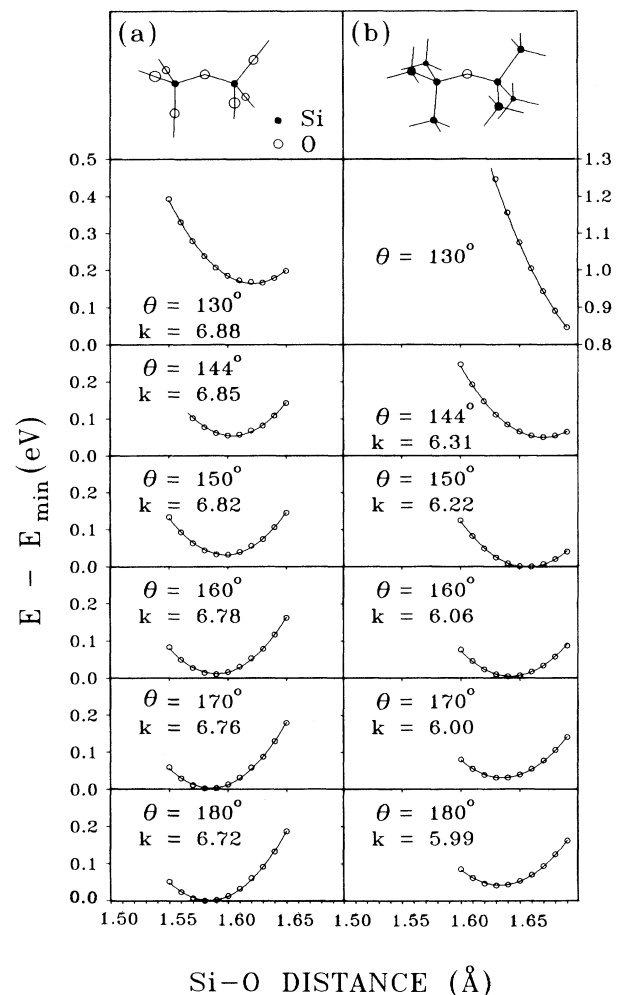 (a)
(b)
Si
O
0.5
0.4
0.3
0.2
0.1
0.0
θ = 130°
k = 6.88
θ = 130°
1.3
1.2
1.1
1.0
0.9
0.8
0.2
0.1
0.0
θ = 144°
k = 6.85
θ = 144°
k = 6.31
0.2
0.1
0.0
θ = 150°
k = 6.82
θ = 150°
k = 6.22
0.2
0.1
0.0
θ = 160°
k = 6.78
θ = 160°
k = 6.06
0.2
0.1
0.0
θ = 170°
k = 6.76
θ = 170°
k = 6.00
0.2
0.1
0.0
θ = 180°
k = 6.72
θ = 180°
k = 5.99
1.50 1.55 1.60 1.65 1.50 1.55 1.60 1.65
E - Emin (eV)
Si-O DISTANCE (Å)